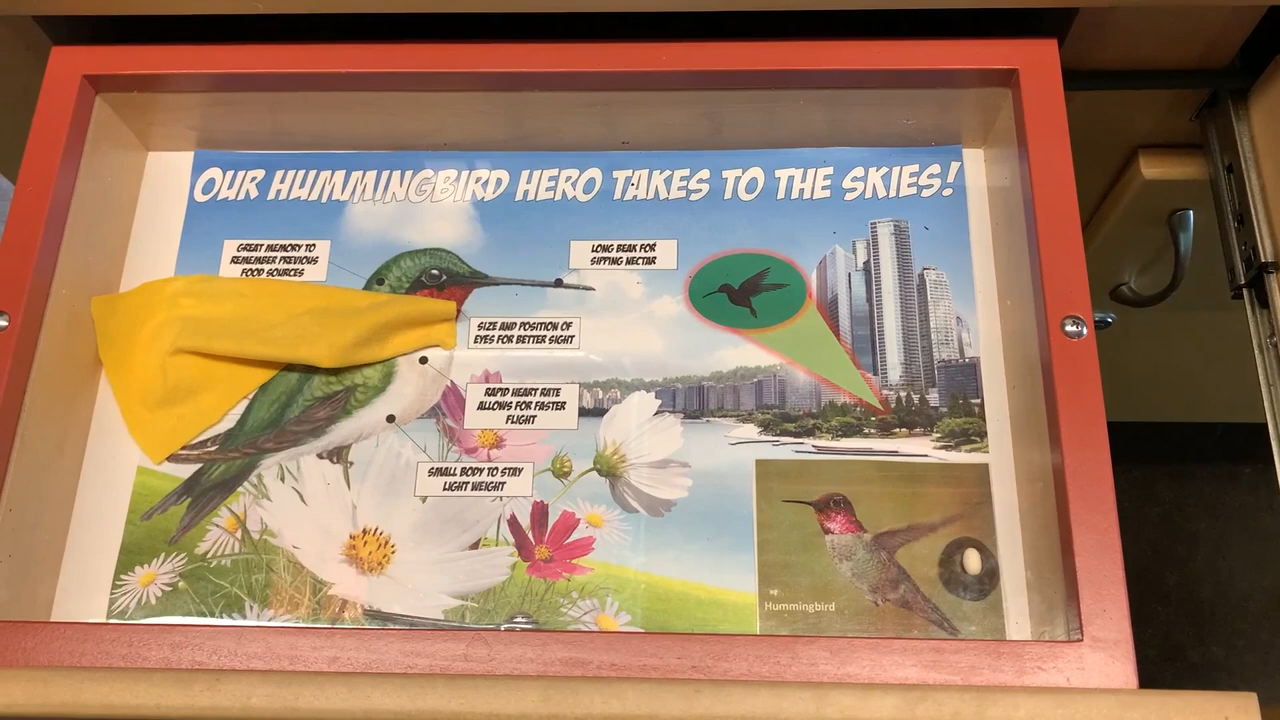 OUR HUMMINGBIRD HERO TAKES TO THE SKIES!
GREAT MEMORY TO
REMEMBER PREVIOUS
FOOD SOURCES
LONG BEAK FOR
SIPPING NECTAR
SIZE AND POSITION OF
EYES FOR BETTER SIGHT
RAPID HEART RATE
ALLOWS FOR FASTER
FLIGHT
SMALL BODY TO STAY
LIGHT WEIGHT
Hummingbird